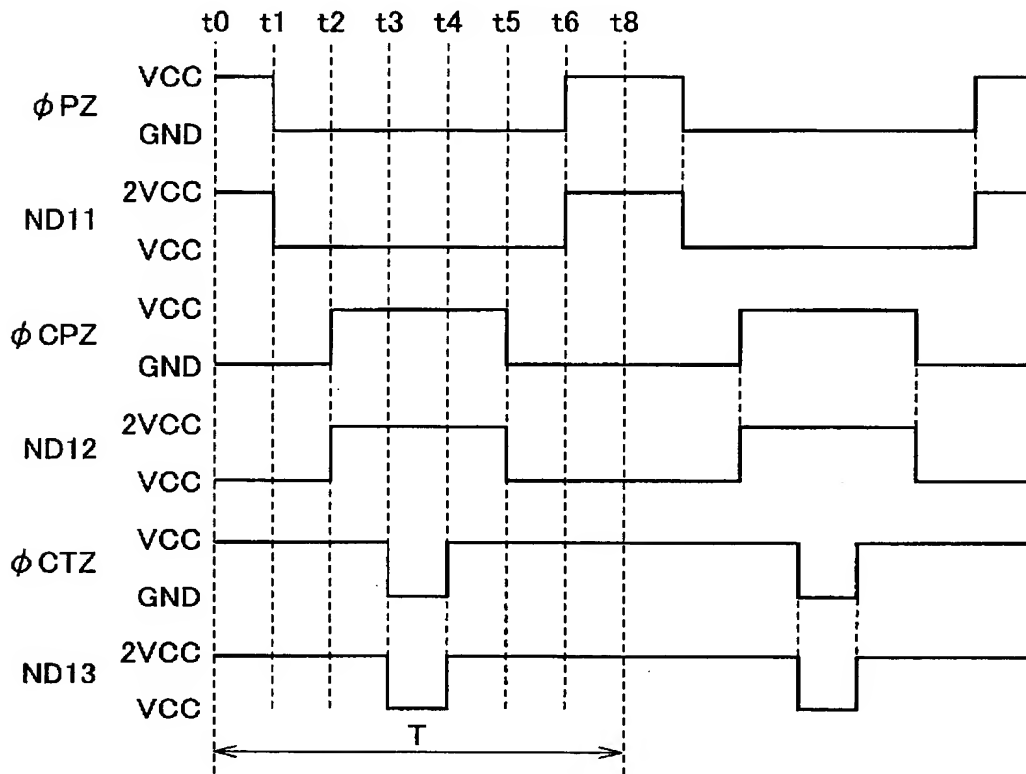 t0 t1 t2 t3 t4 t5 t6 t8
VCC
φPZ
GND
2VCC
ND11
VCC
VCC
φCPZ
GND
2VCC
ND12
VCC
VCC
φCTZ
GND
2VCC
ND13
VCC
T